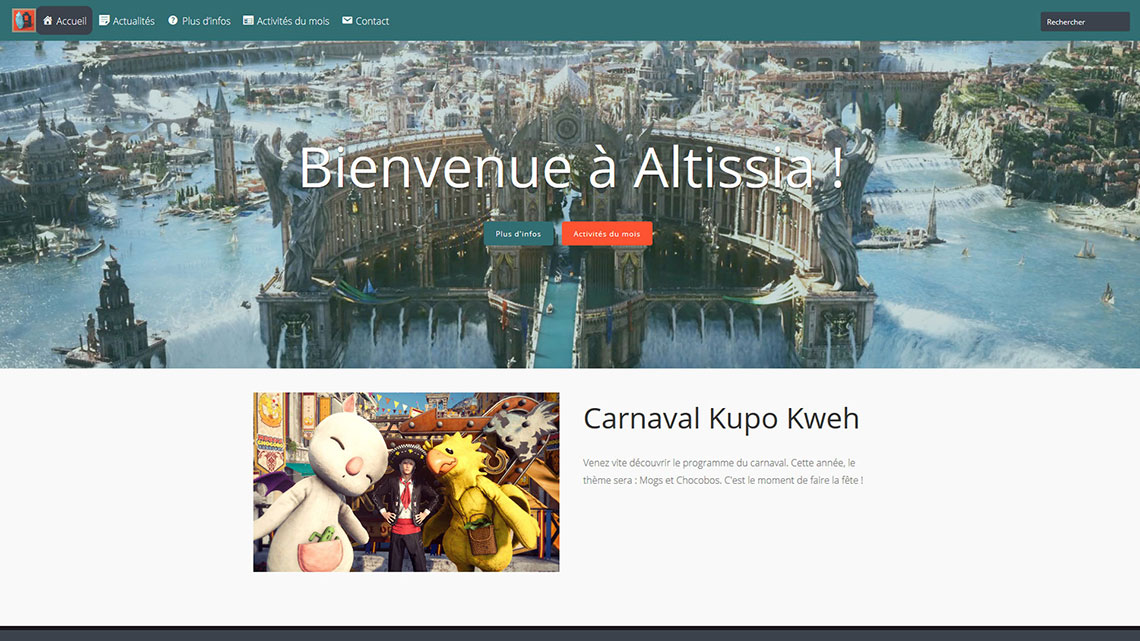 Accueil
Actualités
Plus d'infos
Activités du mois
Contact
Rechercher
Bienvenue à Altissia !
Plus d'infos
Activités du mois
Carnaval Kupo Kweh
Venez vite découvrir le programme du carnaval. Cette année, le
thème sera : Mogs et Chocobos. C'est le moment de faire la fête !